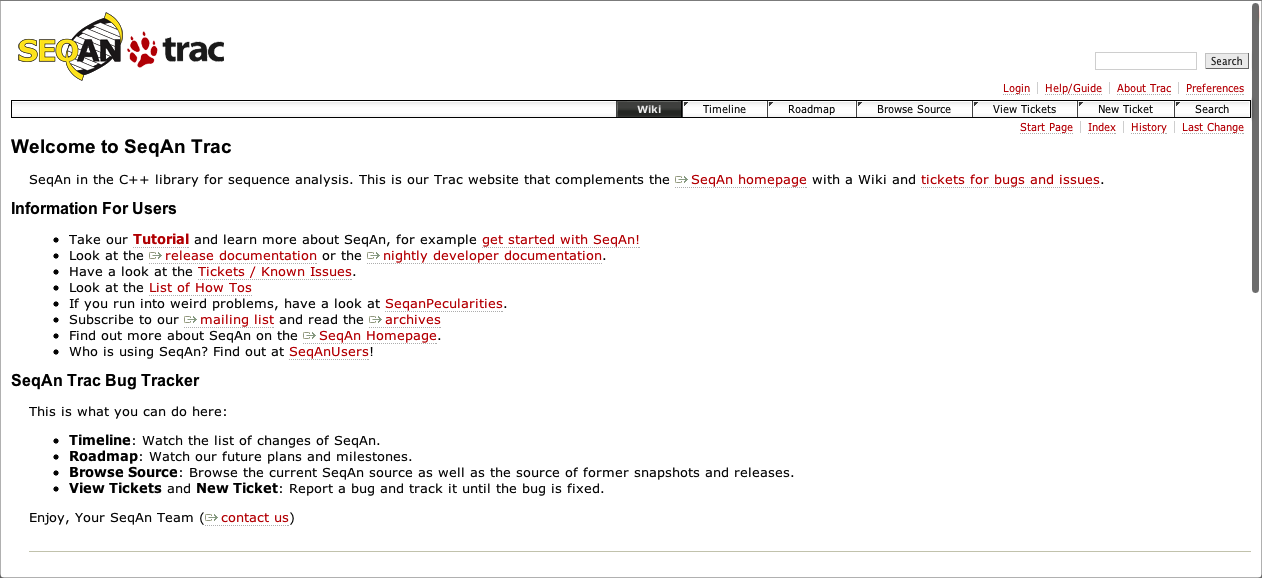 SEQAN trac
Search
Login Help/Guide About Trac Preferences
Wiki Timeline Roadmap Browse Source View Tickets New Ticket Search
Start Page Index History Last Change
Welcome to SeqAn Trac
SeqAn in the C++ library for sequence analysis. This is our Trac website that complements the SeqAn homepage with a Wiki and tickets for bugs and issues.
Information For Users
Take our Tutorial and learn more about SeqAn, for example get started with SeqAn!
Look at the release documentation or the nightly developer documentation.
Have a look at the Tickets / Known Issues.
Look at the List of How Tos
If you run into weird problems, have a look at SeqanPecularities.
Subscribe to our mailing list and read the archives
Find out more about SeqAn on the SeqAn Homepage.
Who is using SeqAn? Find out at SeqAnUsers!
SeqAn Trac Bug Tracker
This is what you can do here:
Timeline: Watch the list of changes of SeqAn.
Roadmap: Watch our future plans and milestones.
Browse Source: Browse the current SeqAn source as well as the source of former snapshots and releases.
View Tickets and New Ticket: Report a bug and track it until the bug is fixed.
Enjoy, Your SeqAn Team (contact us)